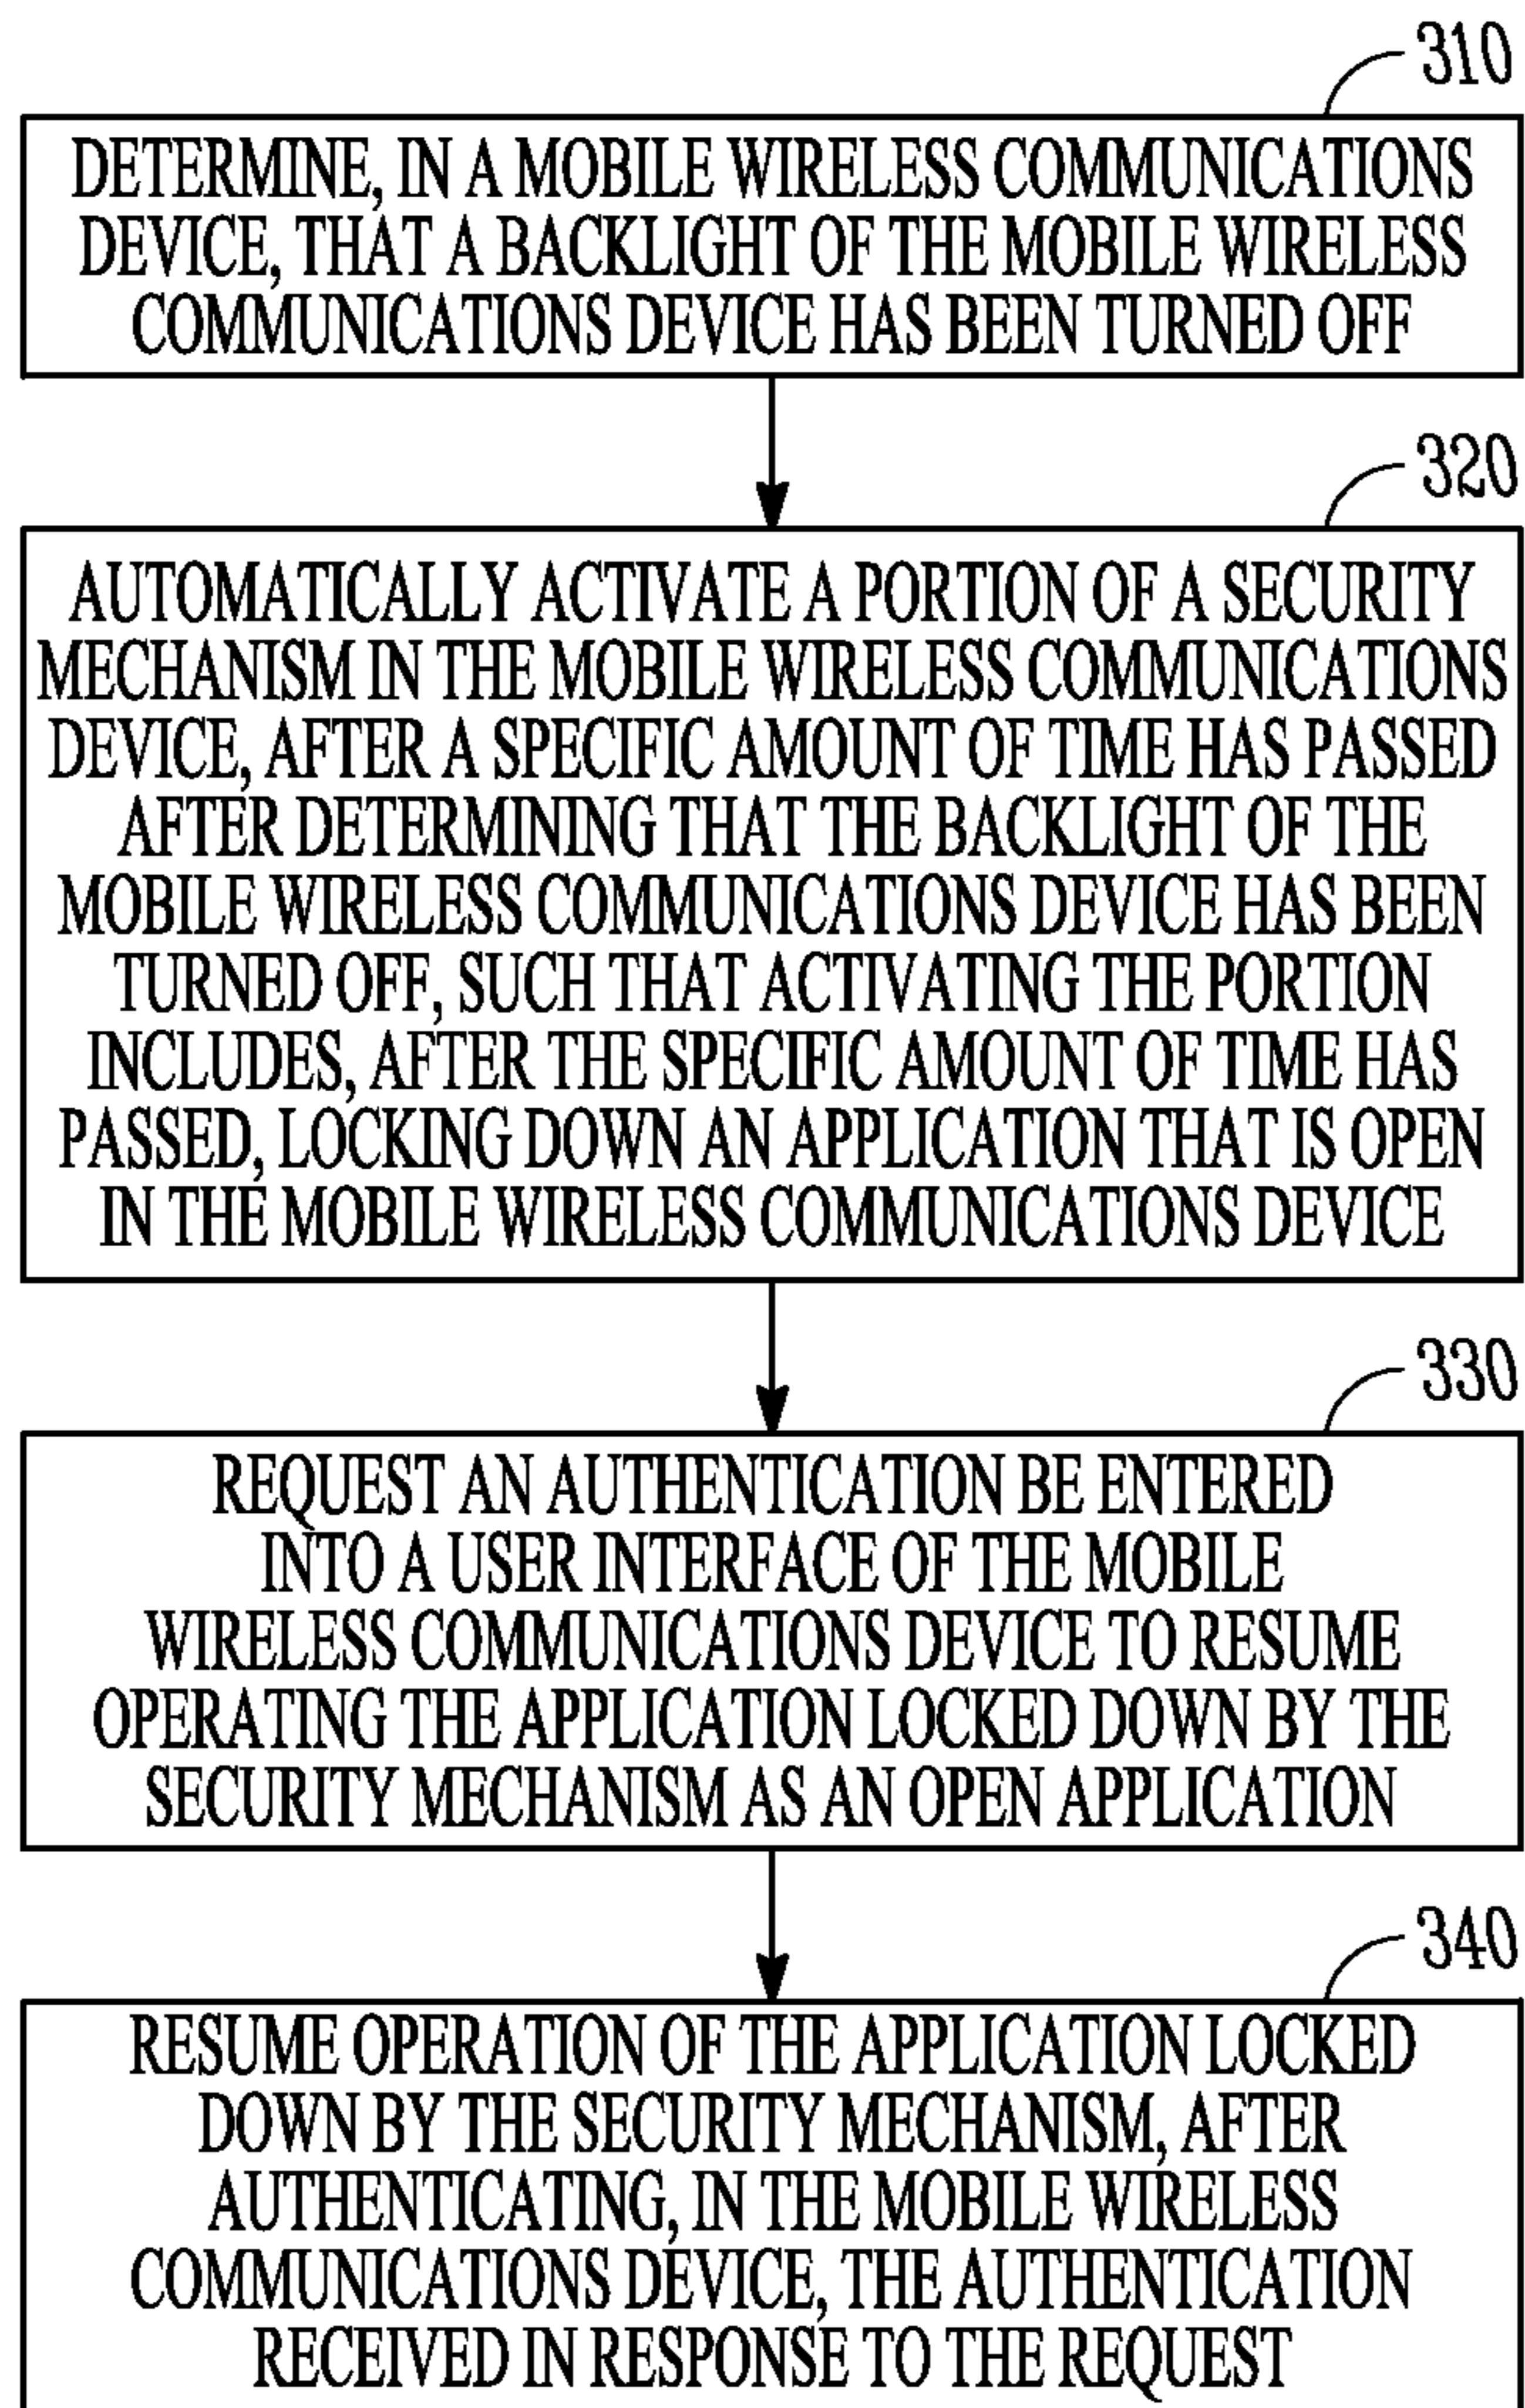 310
DETERMINE, IN A MOBILE WIRELESS COMMUNICATIONS
DEVICE, THAT A BACKLIGHT OF THE MOBILE WIRELESS
COMMUNICATIONS DEVICE HAS BEEN TURNED OFF
320
AUTOMATICALLY ACTIVATE A PORTION OF A SECURITY
MECHANISM IN THE MOBILE WIRELESS COMMUNICATIONS
DEVICE, AFTER A SPECIFIC AMOUNT OF TIME HAS PASSED
AFTER DETERMINING THAT THE BACKLIGHT OF THE
MOBILE WIRELESS COMMUNICATIONS DEVICE HAS BEEN
TURNED OFF, SUCH THAT ACTIVATING THE PORTION
INCLUDES, AFTER THE SPECIFIC AMOUNT OF TIME HAS
PASSED, LOCKING DOWN AN APPLICATION THAT IS OPEN
IN THE MOBILE WIRELESS COMMUNICATIONS DEVICE
330
REQUEST AN AUTHENTICATION BE ENTERED
INTO A USER INTERFACE OF THE MOBILE
WIRELESS COMMUNICATIONS DEVICE TO RESUME
OPERATING THE APPLICATION LOCKED DOWN BY THE
SECURITY MECHANISM AS AN OPEN APPLICATION
340
RESUME OPERATION OF THE APPLICATION LOCKED
DOWN BY THE SECURITY MECHANISM, AFTER
AUTHENTICATING, IN THE MOBILE WIRELESS
COMMUNICATIONS DEVICE, THE AUTHENTICATION
RECEIVED IN RESPONSE TO THE REQUEST